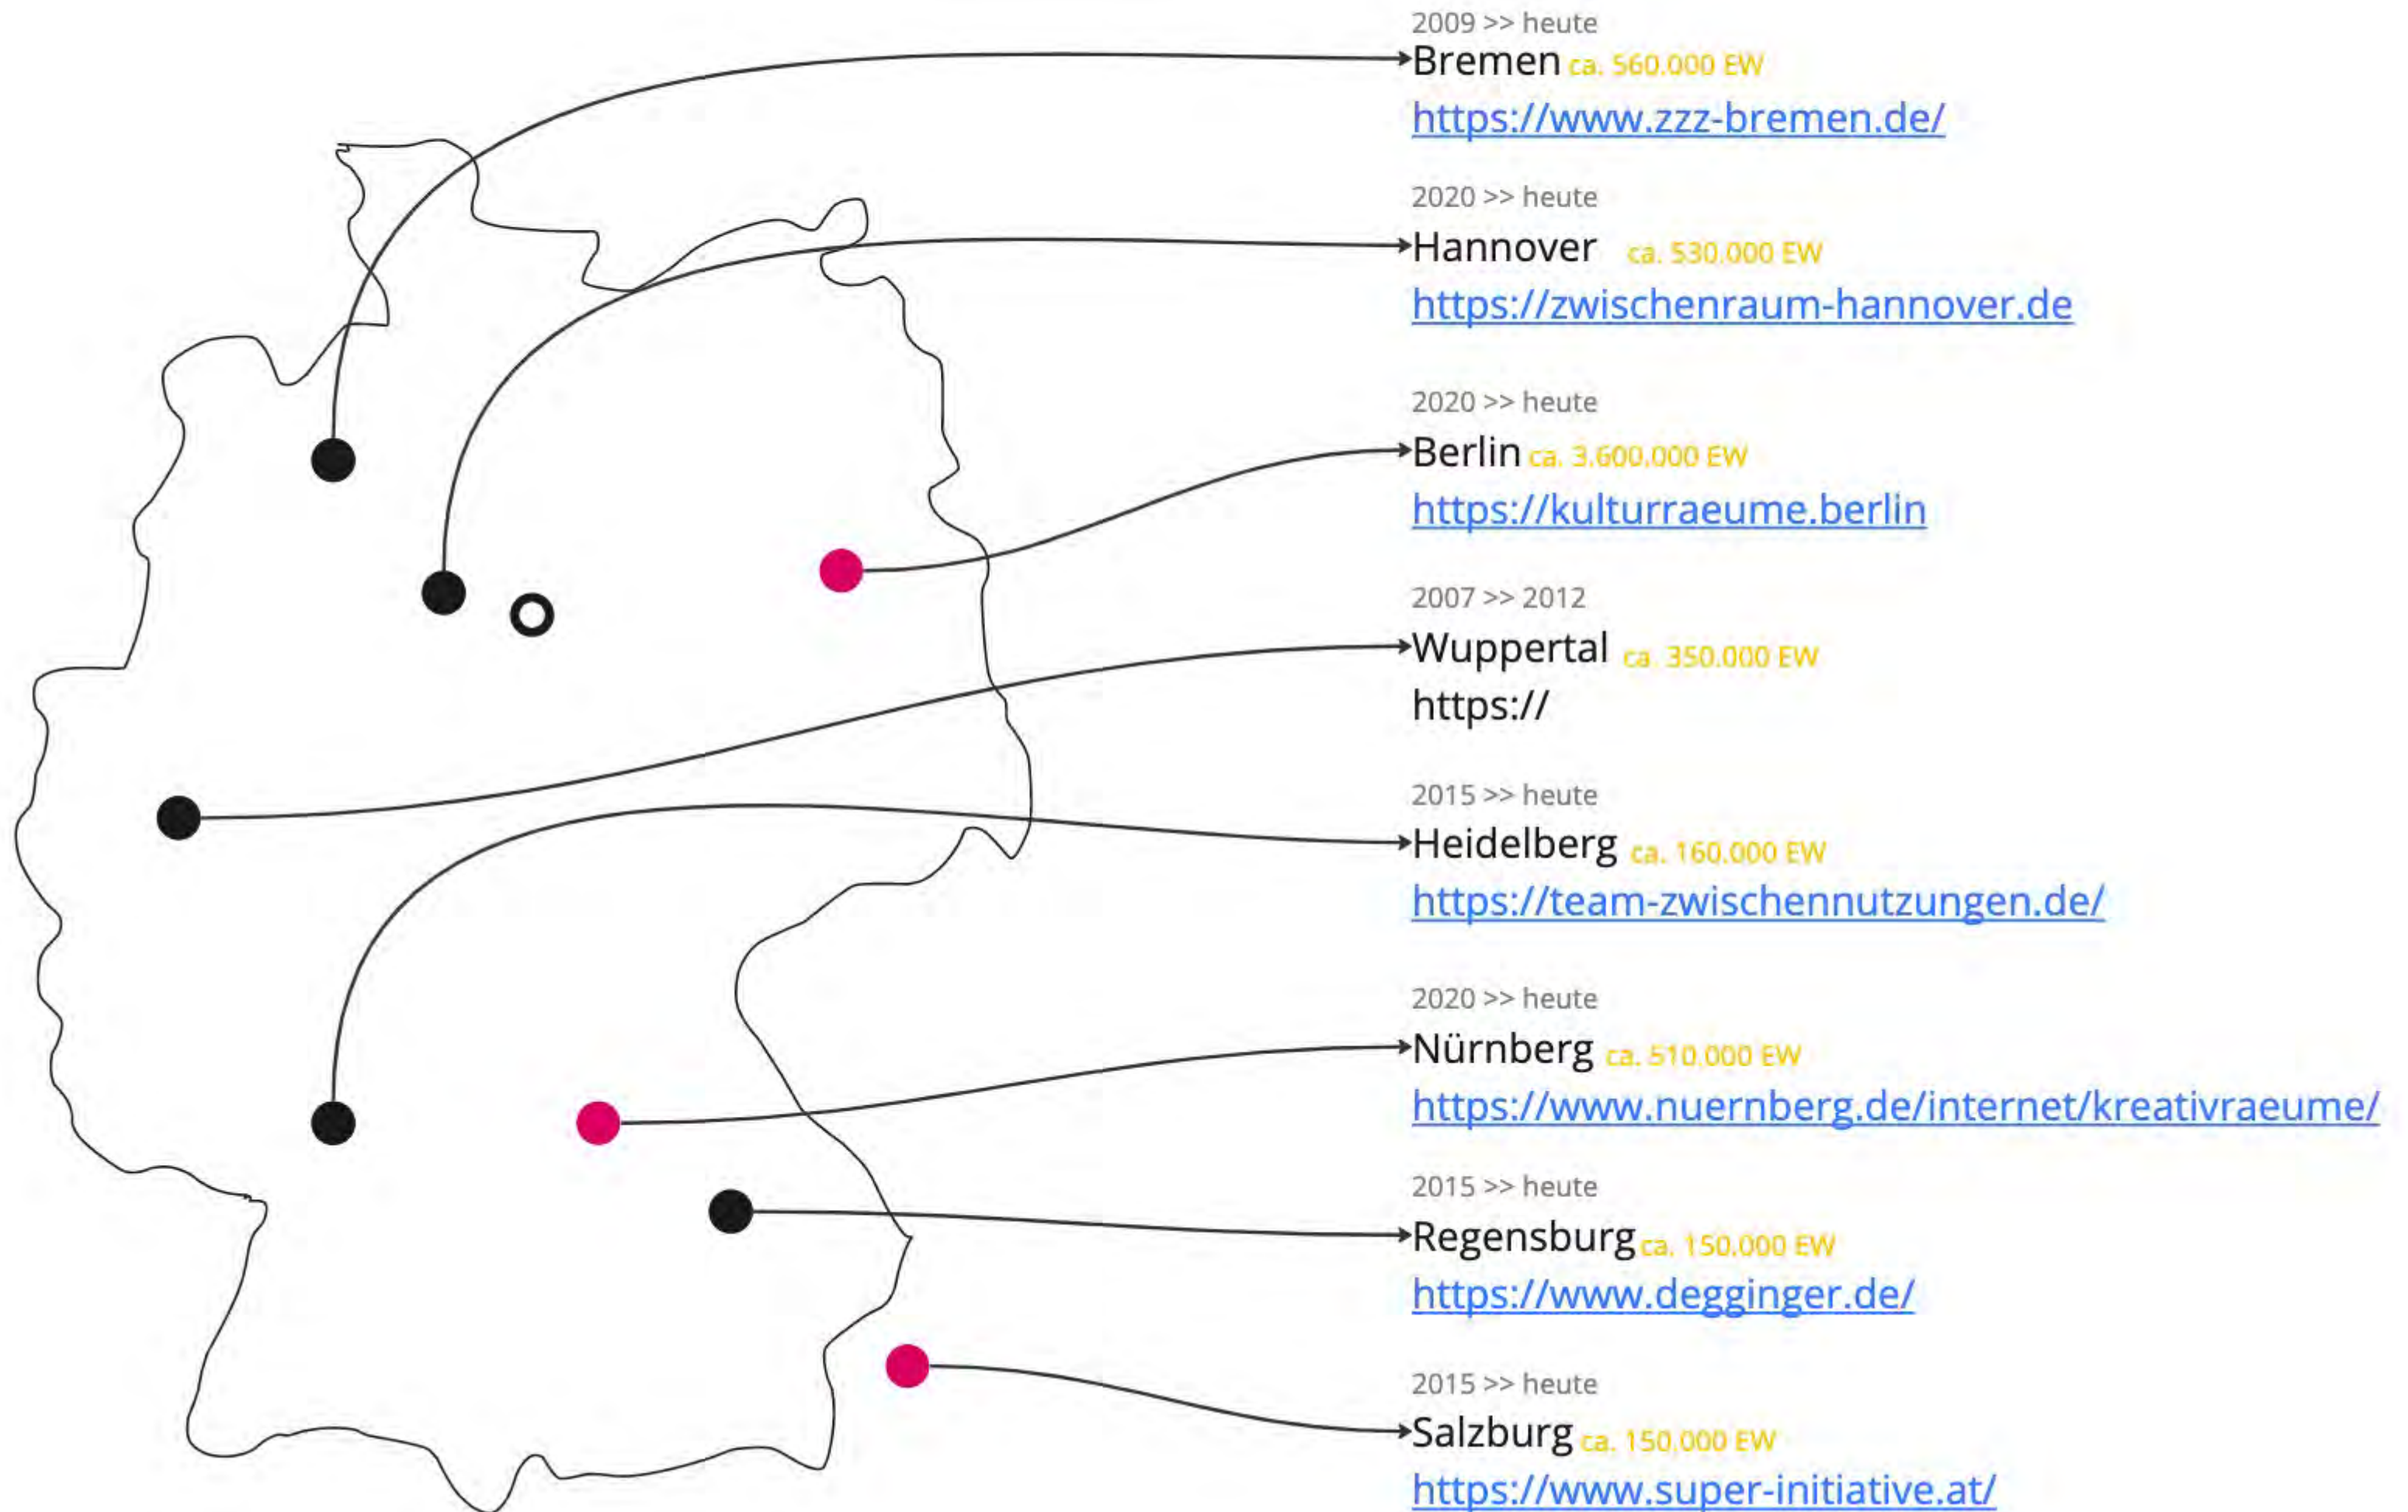 2009 >> heute
Bremen ca. 560.000 EW
https://www.zzz-bremen.de/
2020 >> heute
Hannover ca. 530.000 EW
https://zwischenraum-hannover.de
2020 >> heute
Berlin ca. 3.600.000 EW
https://kulturraeume.berlin
2007 >> 2012
Wuppertal ca. 350.000 EW
https://
2015 >> heute
Heidelberg ca. 160.000 EW
https://team-zwischennutzungen.de/
2020 >> heute
Nürnberg ca. 510.000 EW
https://www.nuernberg.de/internet/kreativraeume/
2015 >> heute
Regensburg ca. 150.000 EW
https://www.degginger.de/
2015 >> heute
Salzburg ca. 150.000 EW
https://www.super-initiative.at/